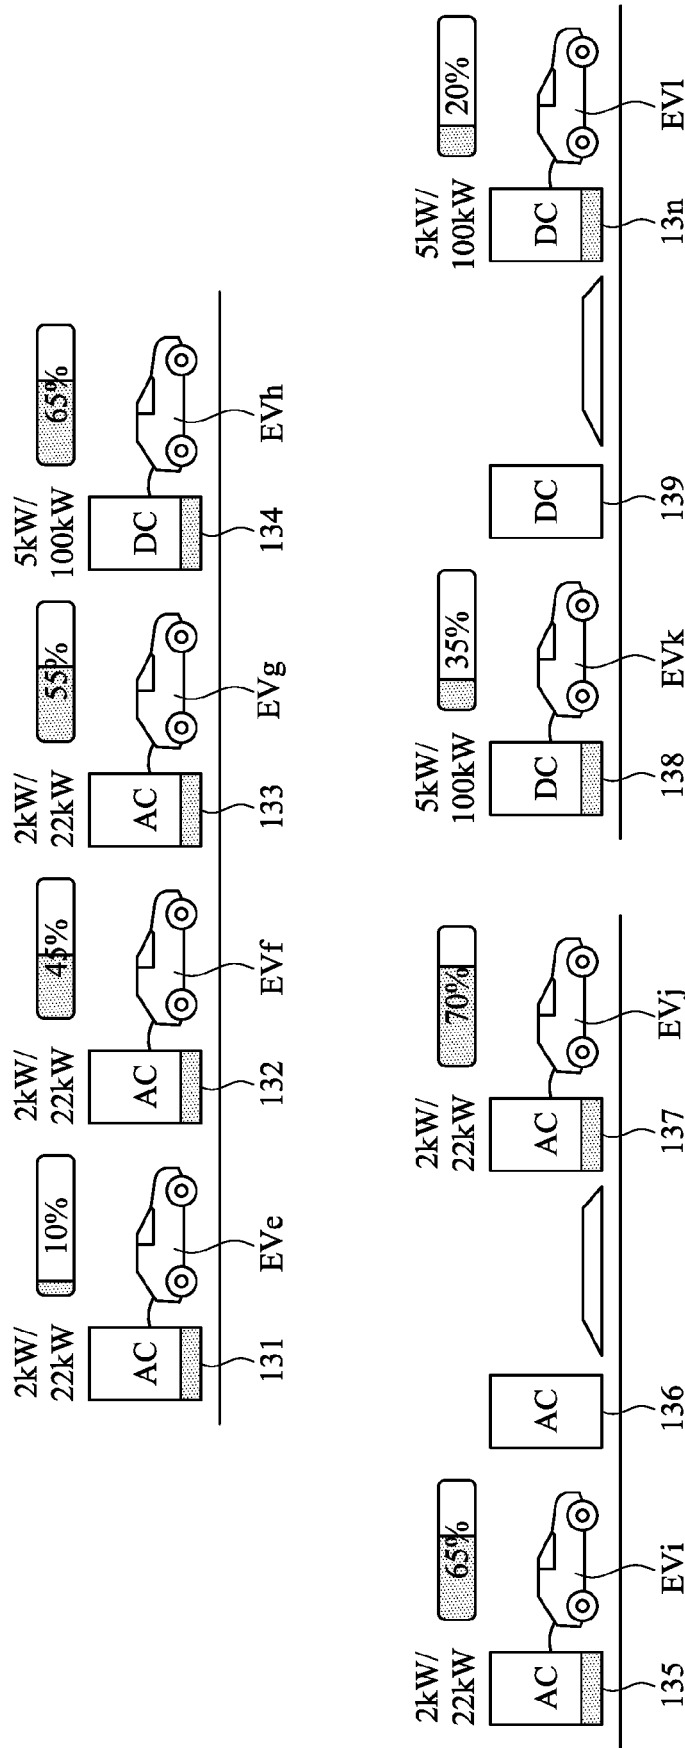 2kW/
22kW
10%
AC
131
EVe
2kW/
22kW
45%
AC
132
EVf
2kW/
22kW
55%
AC
133
EVg
5kW/
100kW
65%
DC
134
EVh
2kW/
22kW
65%
AC
135
EVi
AC
136
2kW/
22kW
70%
AC
137
EVj
5kW/
100kW
35%
DC
138
EVk
DC
139
5kW/
100kW
20%
DC
13n
EVl